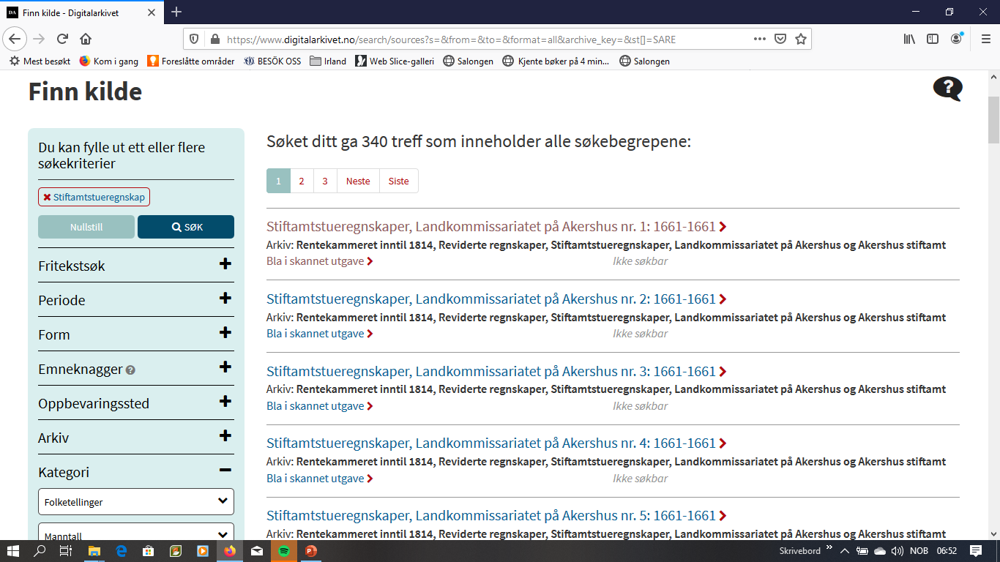 Finn kilde - Digitalarkivet
https://www.digitalarkivet.no/search/sources?s=&from=&to=&format=all&archive_key=&st[]=SARE
Mest besøkt Kom i gang Foreslåtte områder BESÖK OSS Irland Web Slice-galleri Salongen Kjente bøker på 4 min... Salongen
Finn kilde
Du kan fylle ut ett eller flere
søkekriterier
Stiftamtstueregnskap
Nullstill SØK
Fritekstsøk
Periode
Form
Emneknagger
Oppbevaringssted
Arkiv
Kategori
Folketellinger
Manntall
Søket ditt ga 340 treff som inneholder alle søkebegrepene:
1 2 3 Neste Siste
Stiftamtstueregnskaper, Landkommissariatet på Akershus nr. 1: 1661-1661
Arkiv: Rentekammeret inntil 1814, Reviderte regnskaper, Stiftamtstueregnskaper, Landkommissariatet på Akershus og Akershus stiftamt
Bla i skannet utgave Ikke søkbar
Stiftamtstueregnskaper, Landkommissariatet på Akershus nr. 2: 1661-1661
Arkiv: Rentekammeret inntil 1814, Reviderte regnskaper, Stiftamtstueregnskaper, Landkommissariatet på Akershus og Akershus stiftamt
Bla i skannet utgave Ikke søkbar
Stiftamtstueregnskaper, Landkommissariatet på Akershus nr. 3: 1661-1661
Arkiv: Rentekammeret inntil 1814, Reviderte regnskaper, Stiftamtstueregnskaper, Landkommissariatet på Akershus og Akershus stiftamt
Bla i skannet utgave Ikke søkbar
Stiftamtstueregnskaper, Landkommissariatet på Akershus nr. 4: 1661-1661
Arkiv: Rentekammeret inntil 1814, Reviderte regnskaper, Stiftamtstueregnskaper, Landkommissariatet på Akershus og Akershus stiftamt
Bla i skannet utgave Ikke søkbar
Stiftamtstueregnskaper, Landkommissariatet på Akershus nr. 5: 1661-1661
Arkiv: Rentekammeret inntil 1814, Reviderte regnskaper, Stiftamtstueregnskaper, Landkommissariatet på Akershus og Akershus stiftamt
Skrivebord NOB 06:52